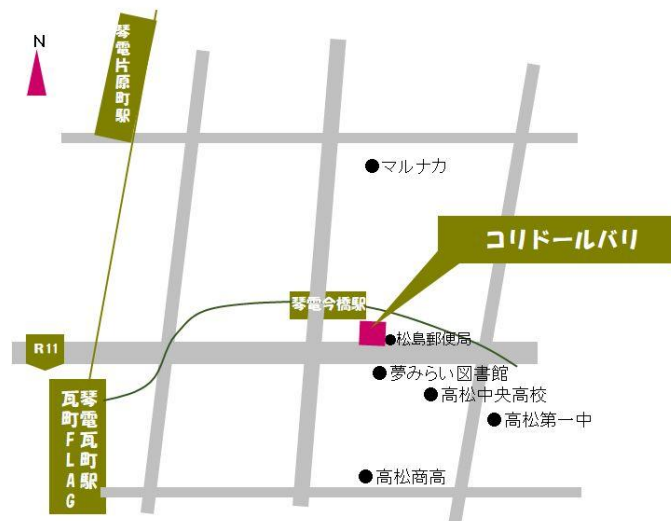 N
琴電片原町駅
マルナカ
コリドールバリ
琴電今橋駅
松島郵便局
R11
夢みらい図書館
高松中央高校
琴電瓦町駅
瓦町FLAG
高松第一中
高松商高